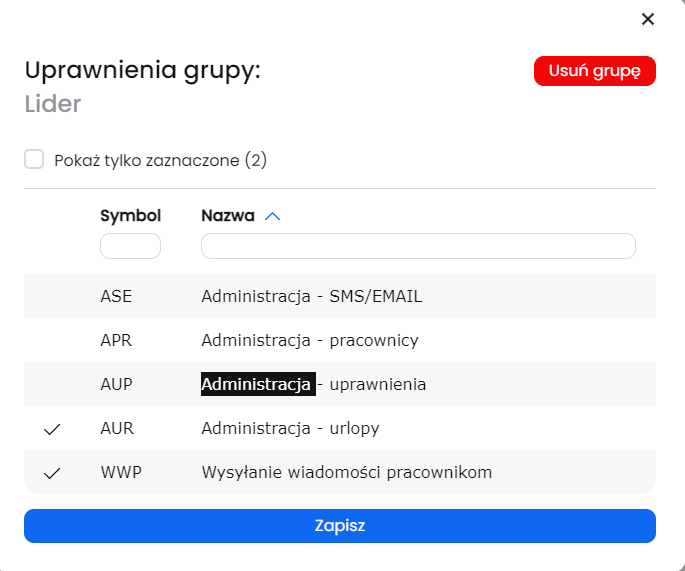 Uprawnienia grupy:
Usuń grupę
Lider
Pokaż tylko zaznaczone (2)
Symbol Nazwa
ASE Administracja - SMS/EMAIL
APR Administracja - pracownicy
AUP Administracja - uprawnienia
AUR Administracja - urlopy
WWP Wysyłanie wiadomości pracownikom
Zapisz